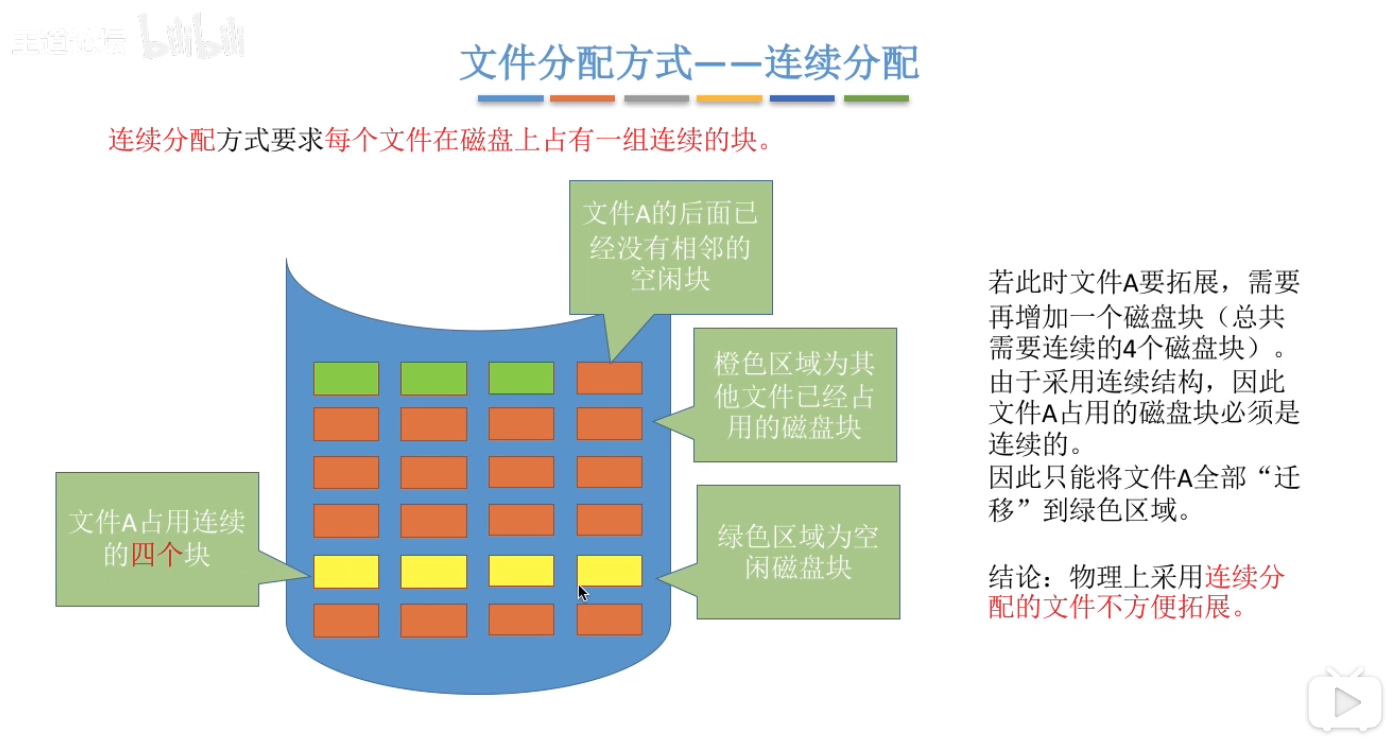 王道论坛 bilibili
文件分配方式——连续分配
连续分配方式要求每个文件在磁盘上占有一组连续的块。
文件A的后面已
经没有相邻的
空闲块
橙色区域为其
他文件已经占
用的磁盘块
文件A占用连续
的四个块
绿色区域为空
闲磁盘块
若此时文件A要拓展，需要
再增加一个磁盘块（总共
需要连续的4个磁盘块）。
由于采用连续结构，因此
文件A占用的磁盘块必须是
连续的。
因此只能将文件A全部“迁
移”到绿色区域。
结论：物理上采用连续分
配的文件不方便拓展。